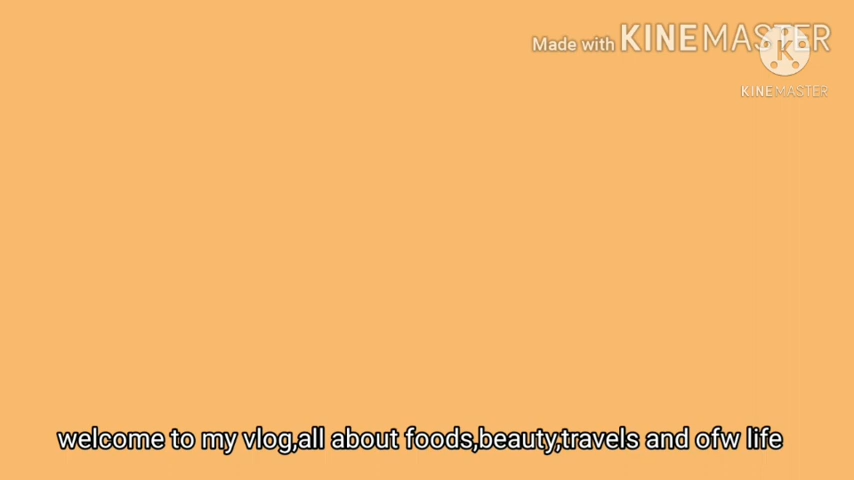 Made with KINEMASTER
K
KINEMASTER
welcome to my vlog,all about foods,beauty,travels and ofw life